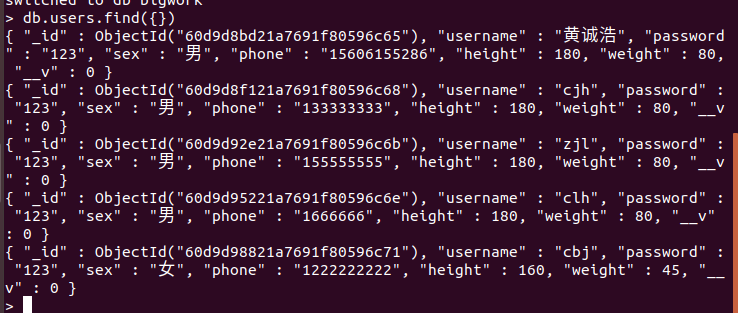 switched to db bigwork
> db.users.find({})
{ "_id" : ObjectId("60d9d8bd21a7691f80596c65"), "username" : "黄诚浩", "password
" : "123", "sex" : "男", "phone" : "15606155286", "height" : 180, "weight" : 80,
"__v" : 0 }
{ "_id" : ObjectId("60d9d8f121a7691f80596c68"), "username" : "cjh", "password" :
"123", "sex" : "男", "phone" : "133333333", "height" : 180, "weight" : 80, "__v
" : 0 }
{ "_id" : ObjectId("60d9d92e21a7691f80596c6b"), "username" : "zjl", "password" :
"123", "sex" : "男", "phone" : "155555555", "height" : 180, "weight" : 80, "__v
" : 0 }
{ "_id" : ObjectId("60d9d95221a7691f80596c6e"), "username" : "clh", "password" :
"123", "sex" : "男", "phone" : "1666666", "height" : 180, "weight" : 80, "__v"
: 0 }
{ "_id" : ObjectId("60d9d98821a7691f80596c71"), "username" : "cbj", "password" :
"123", "sex" : "女", "phone" : "1222222222", "height" : 160, "weight" : 45, "__
v" : 0 }
>